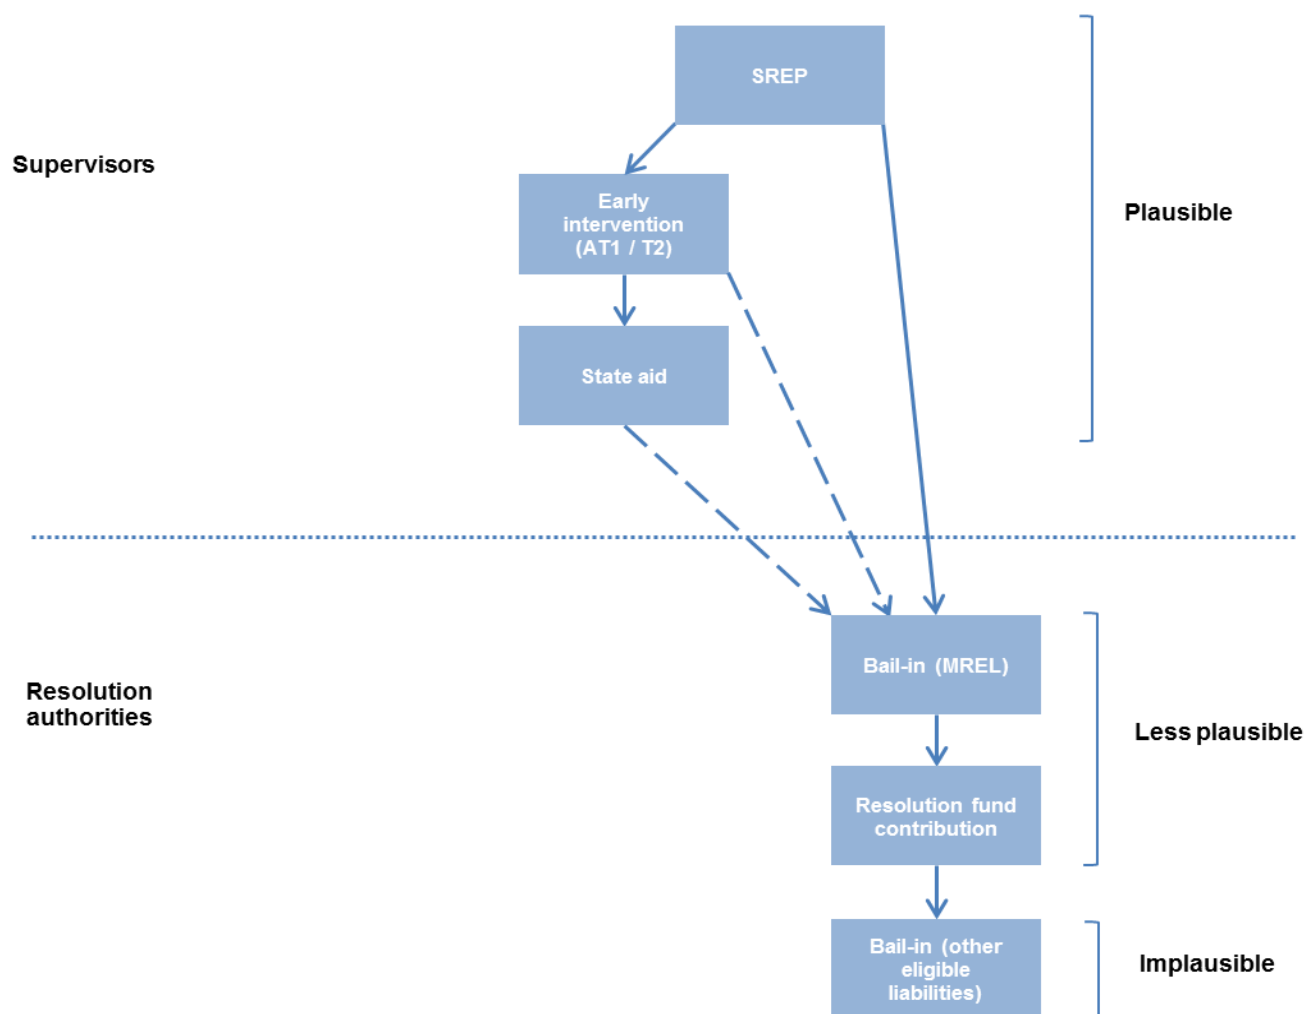 SREP
Supervisors
Early
intervention
(AT1 / T2)
Plausible
State aid
Bail-in (MREL)
Resolution
authorities
Less plausible
Resolution fund
contribution
Bail-in (other
eligible
liabilities)
Implausible